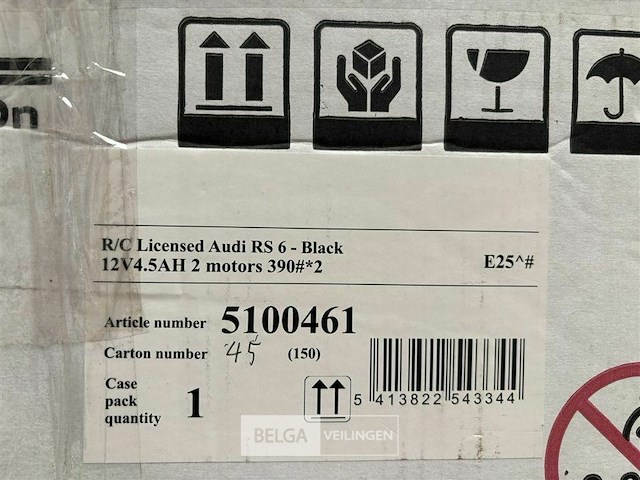 on
R/C Licensed Audi RS 6 - Black
12V4.5AH 2 motors 390#*2 E25^#
Article number 5100461
Carton number 45 (150)
Case
pack
quantity 1
5 413822 543344
BELGA VEILINGEN